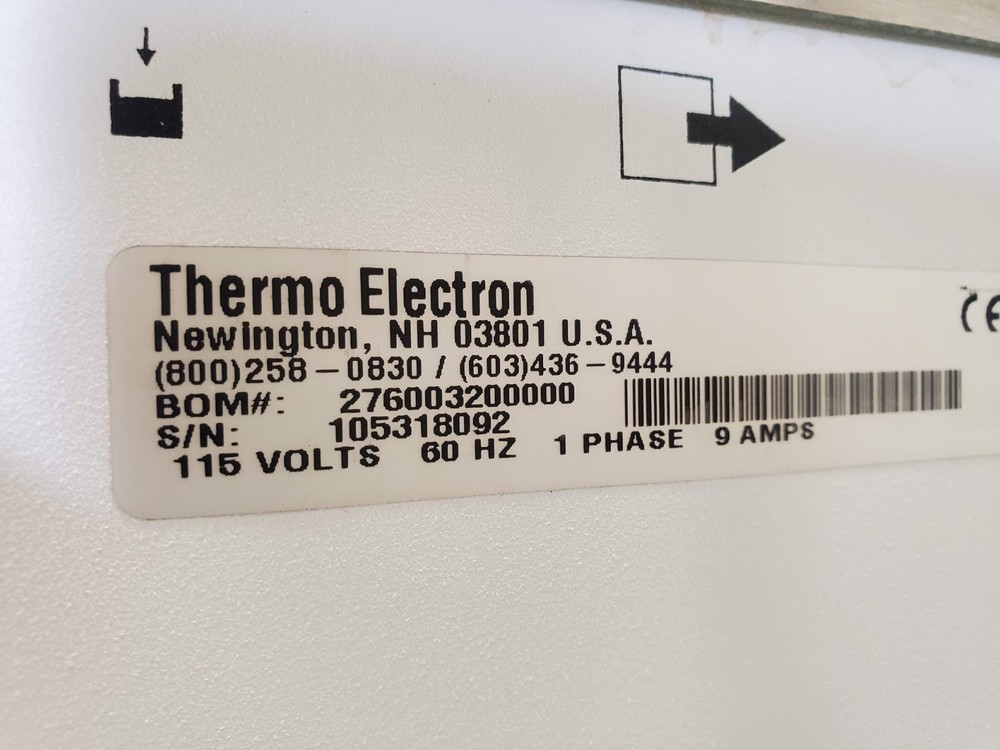 Thermo Electron
Newington, NH 03801 U.S.A.
(800)258-0830 / (603)436-9444
BOM#: 276003200000
S/N: 105318092
115 VOLTS 60 HZ 1 PHASE 9 AMPS
CE